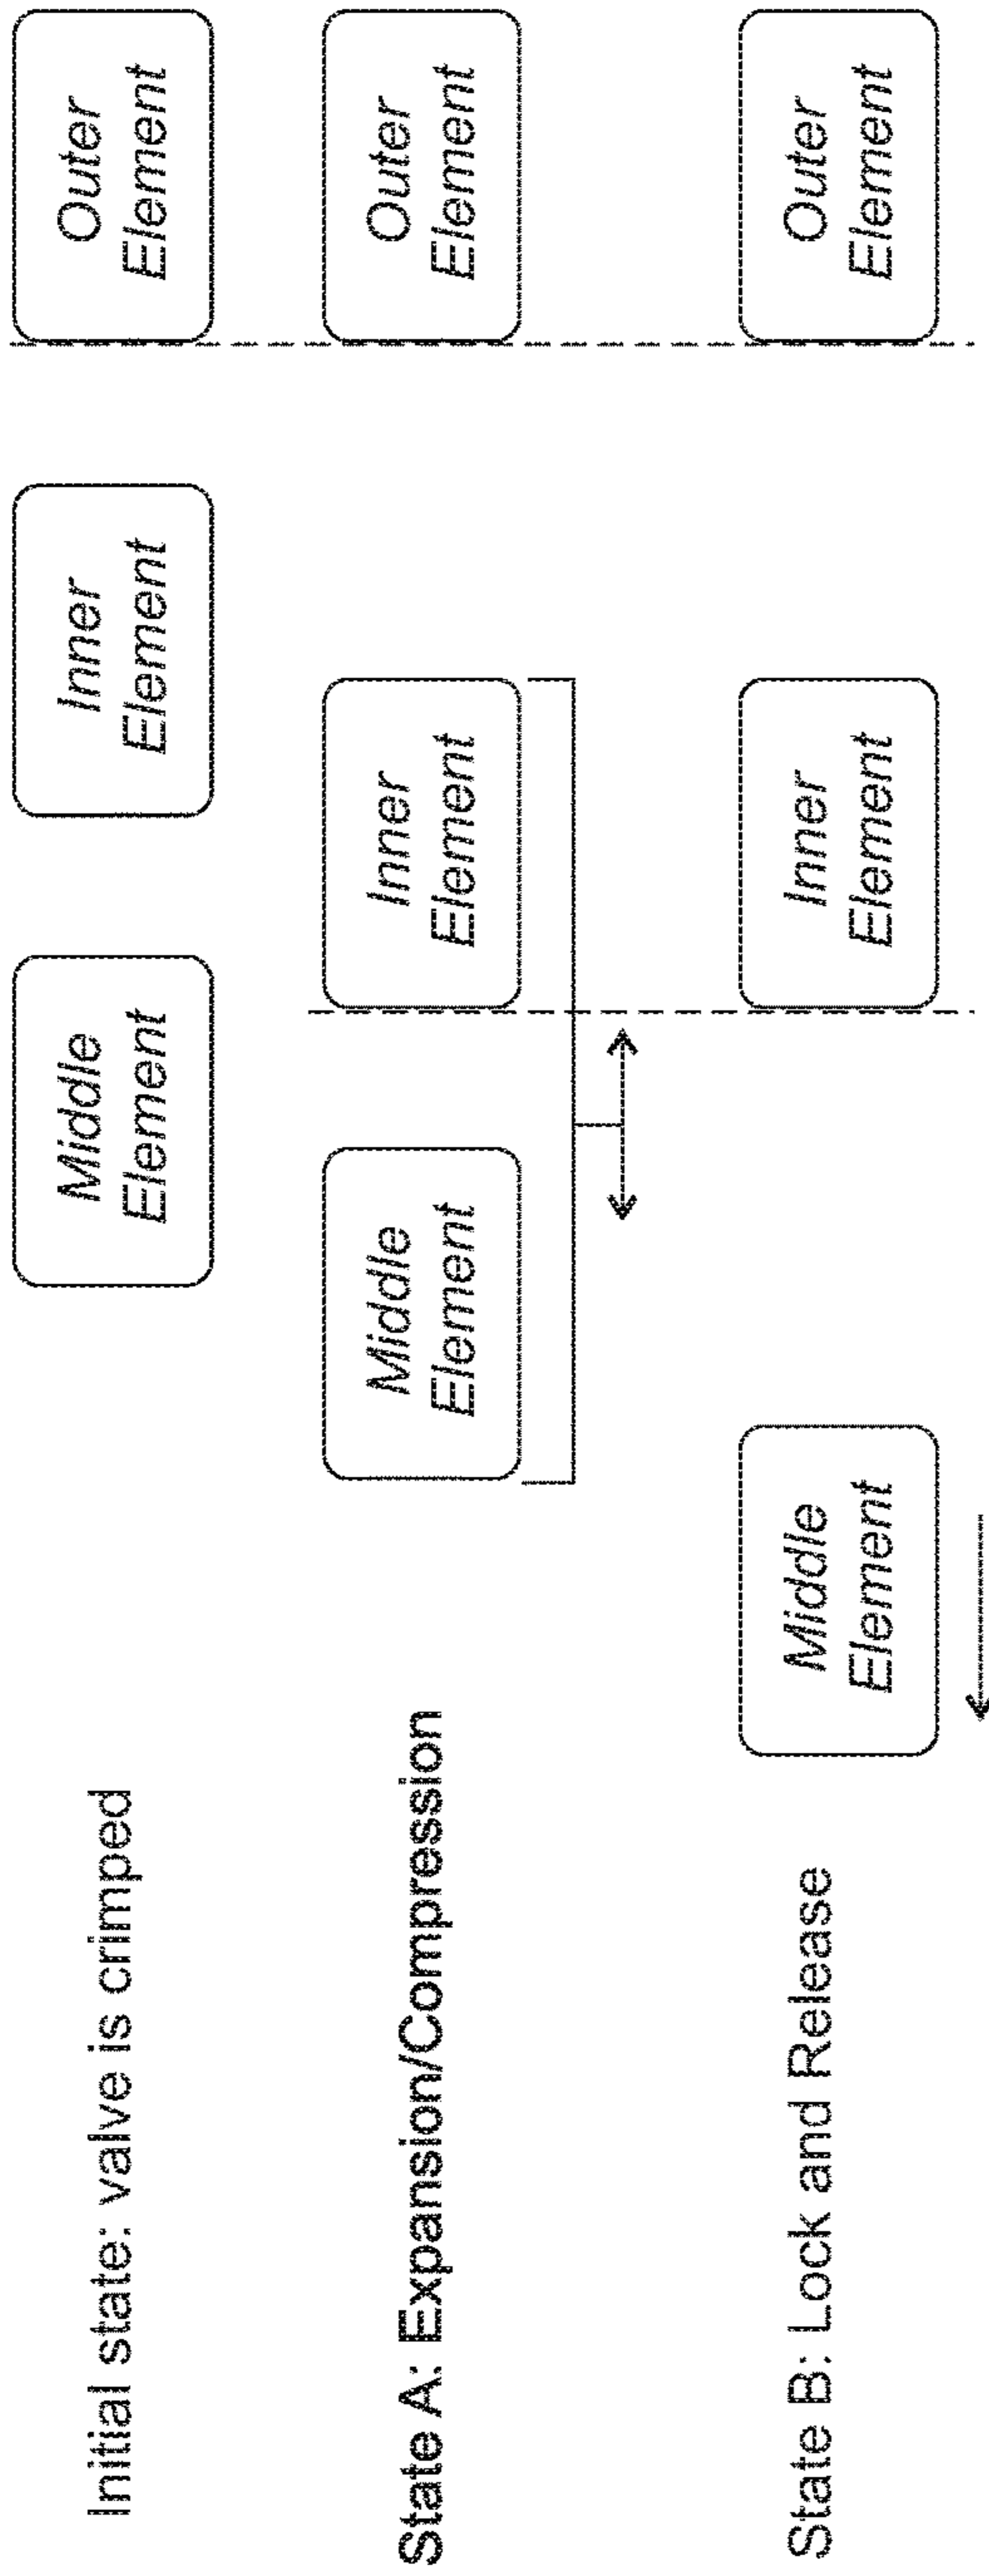 Initial state: valve is crimped
Middle
Element
Inner
Element
Outer
Element
State A: Expansion/Compression
Middle
Element
Inner
Element
Outer
Element
State B: Lock and Release
Middle
Element
Inner
Element
Outer
Element